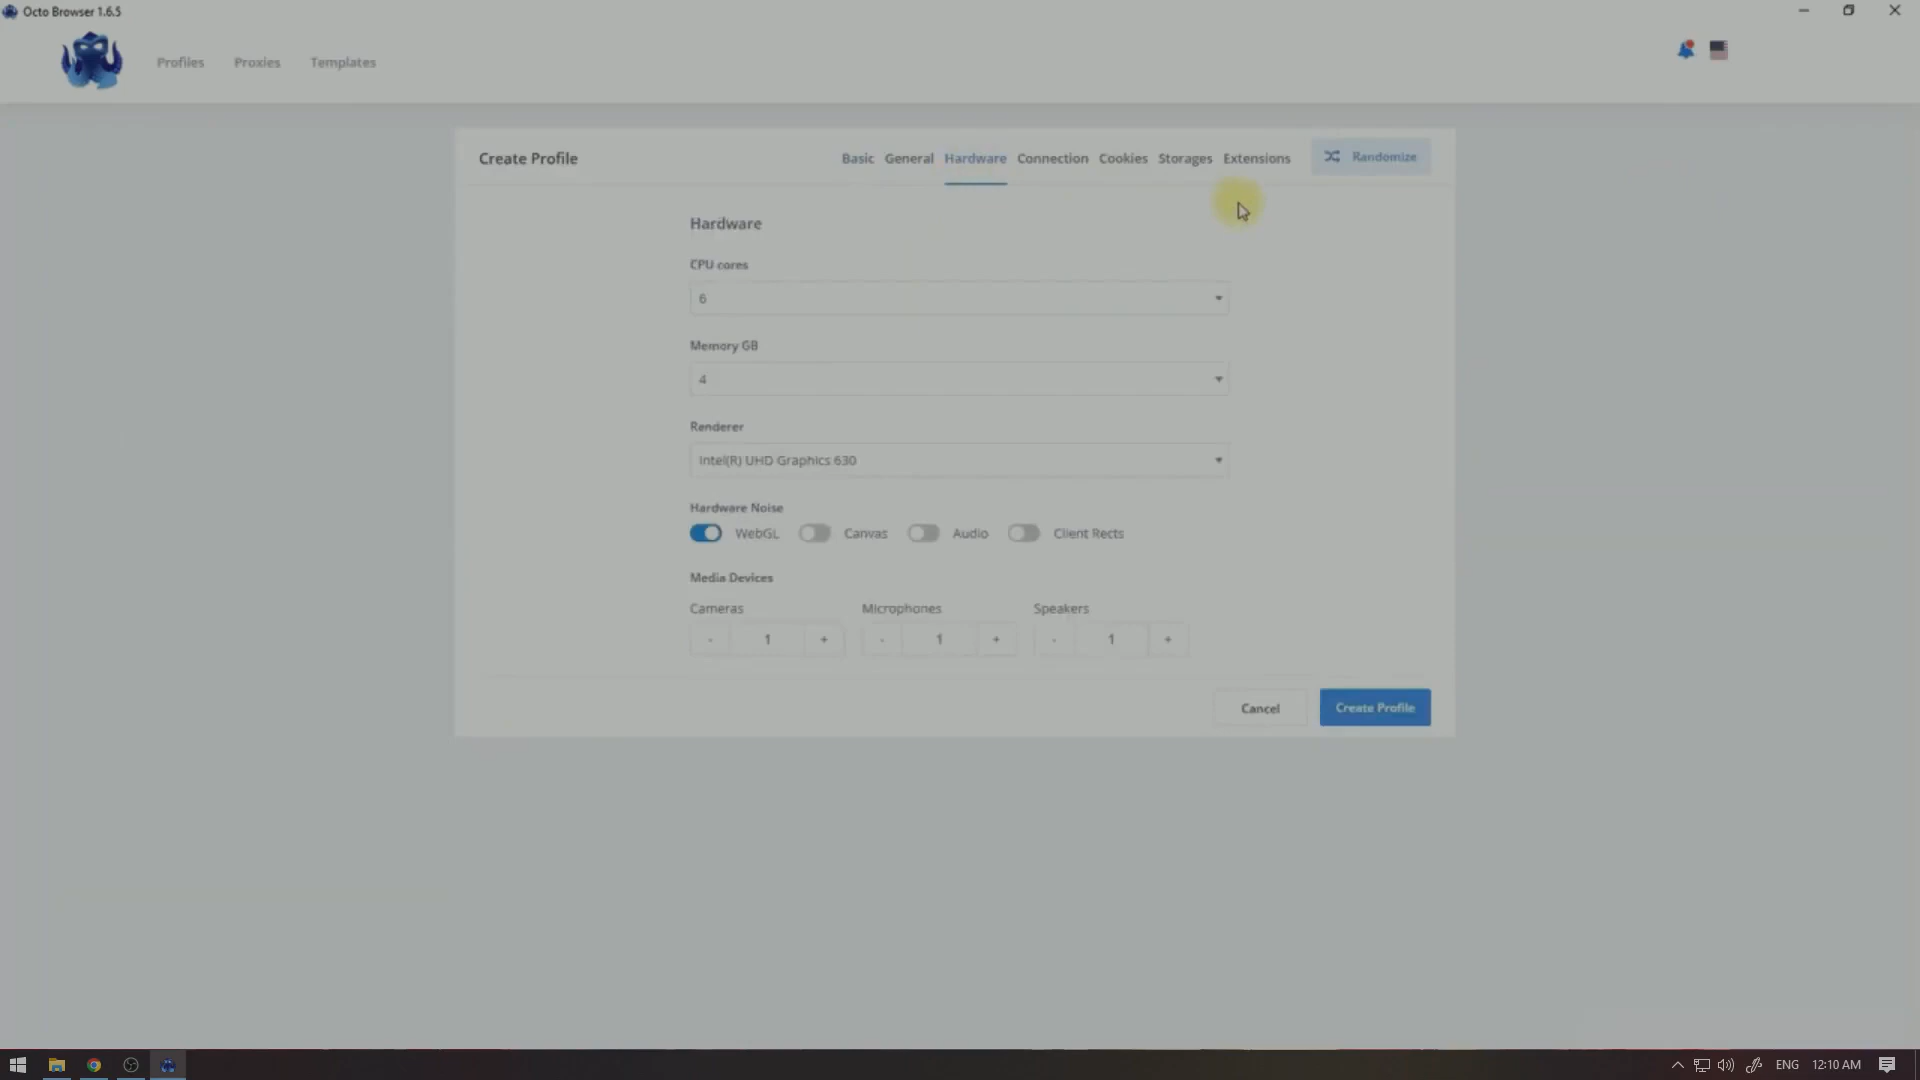 Octo Browser 1.6.5
Profiles Proxies Templates
Create Profile Basic General Hardware Connection Cookies Storages Extensions Randomize
Hardware
CPU cores
6
Memory GB
4
Renderer
Intel(R) UHD Graphics 630
Hardware Noise
WebGL Canvas Audio Client Rects
Media Devices
Cameras Microphones Speakers
- 1 + - 1 + - 1 +
Cancel Create Profile
ENG 12:10 AM